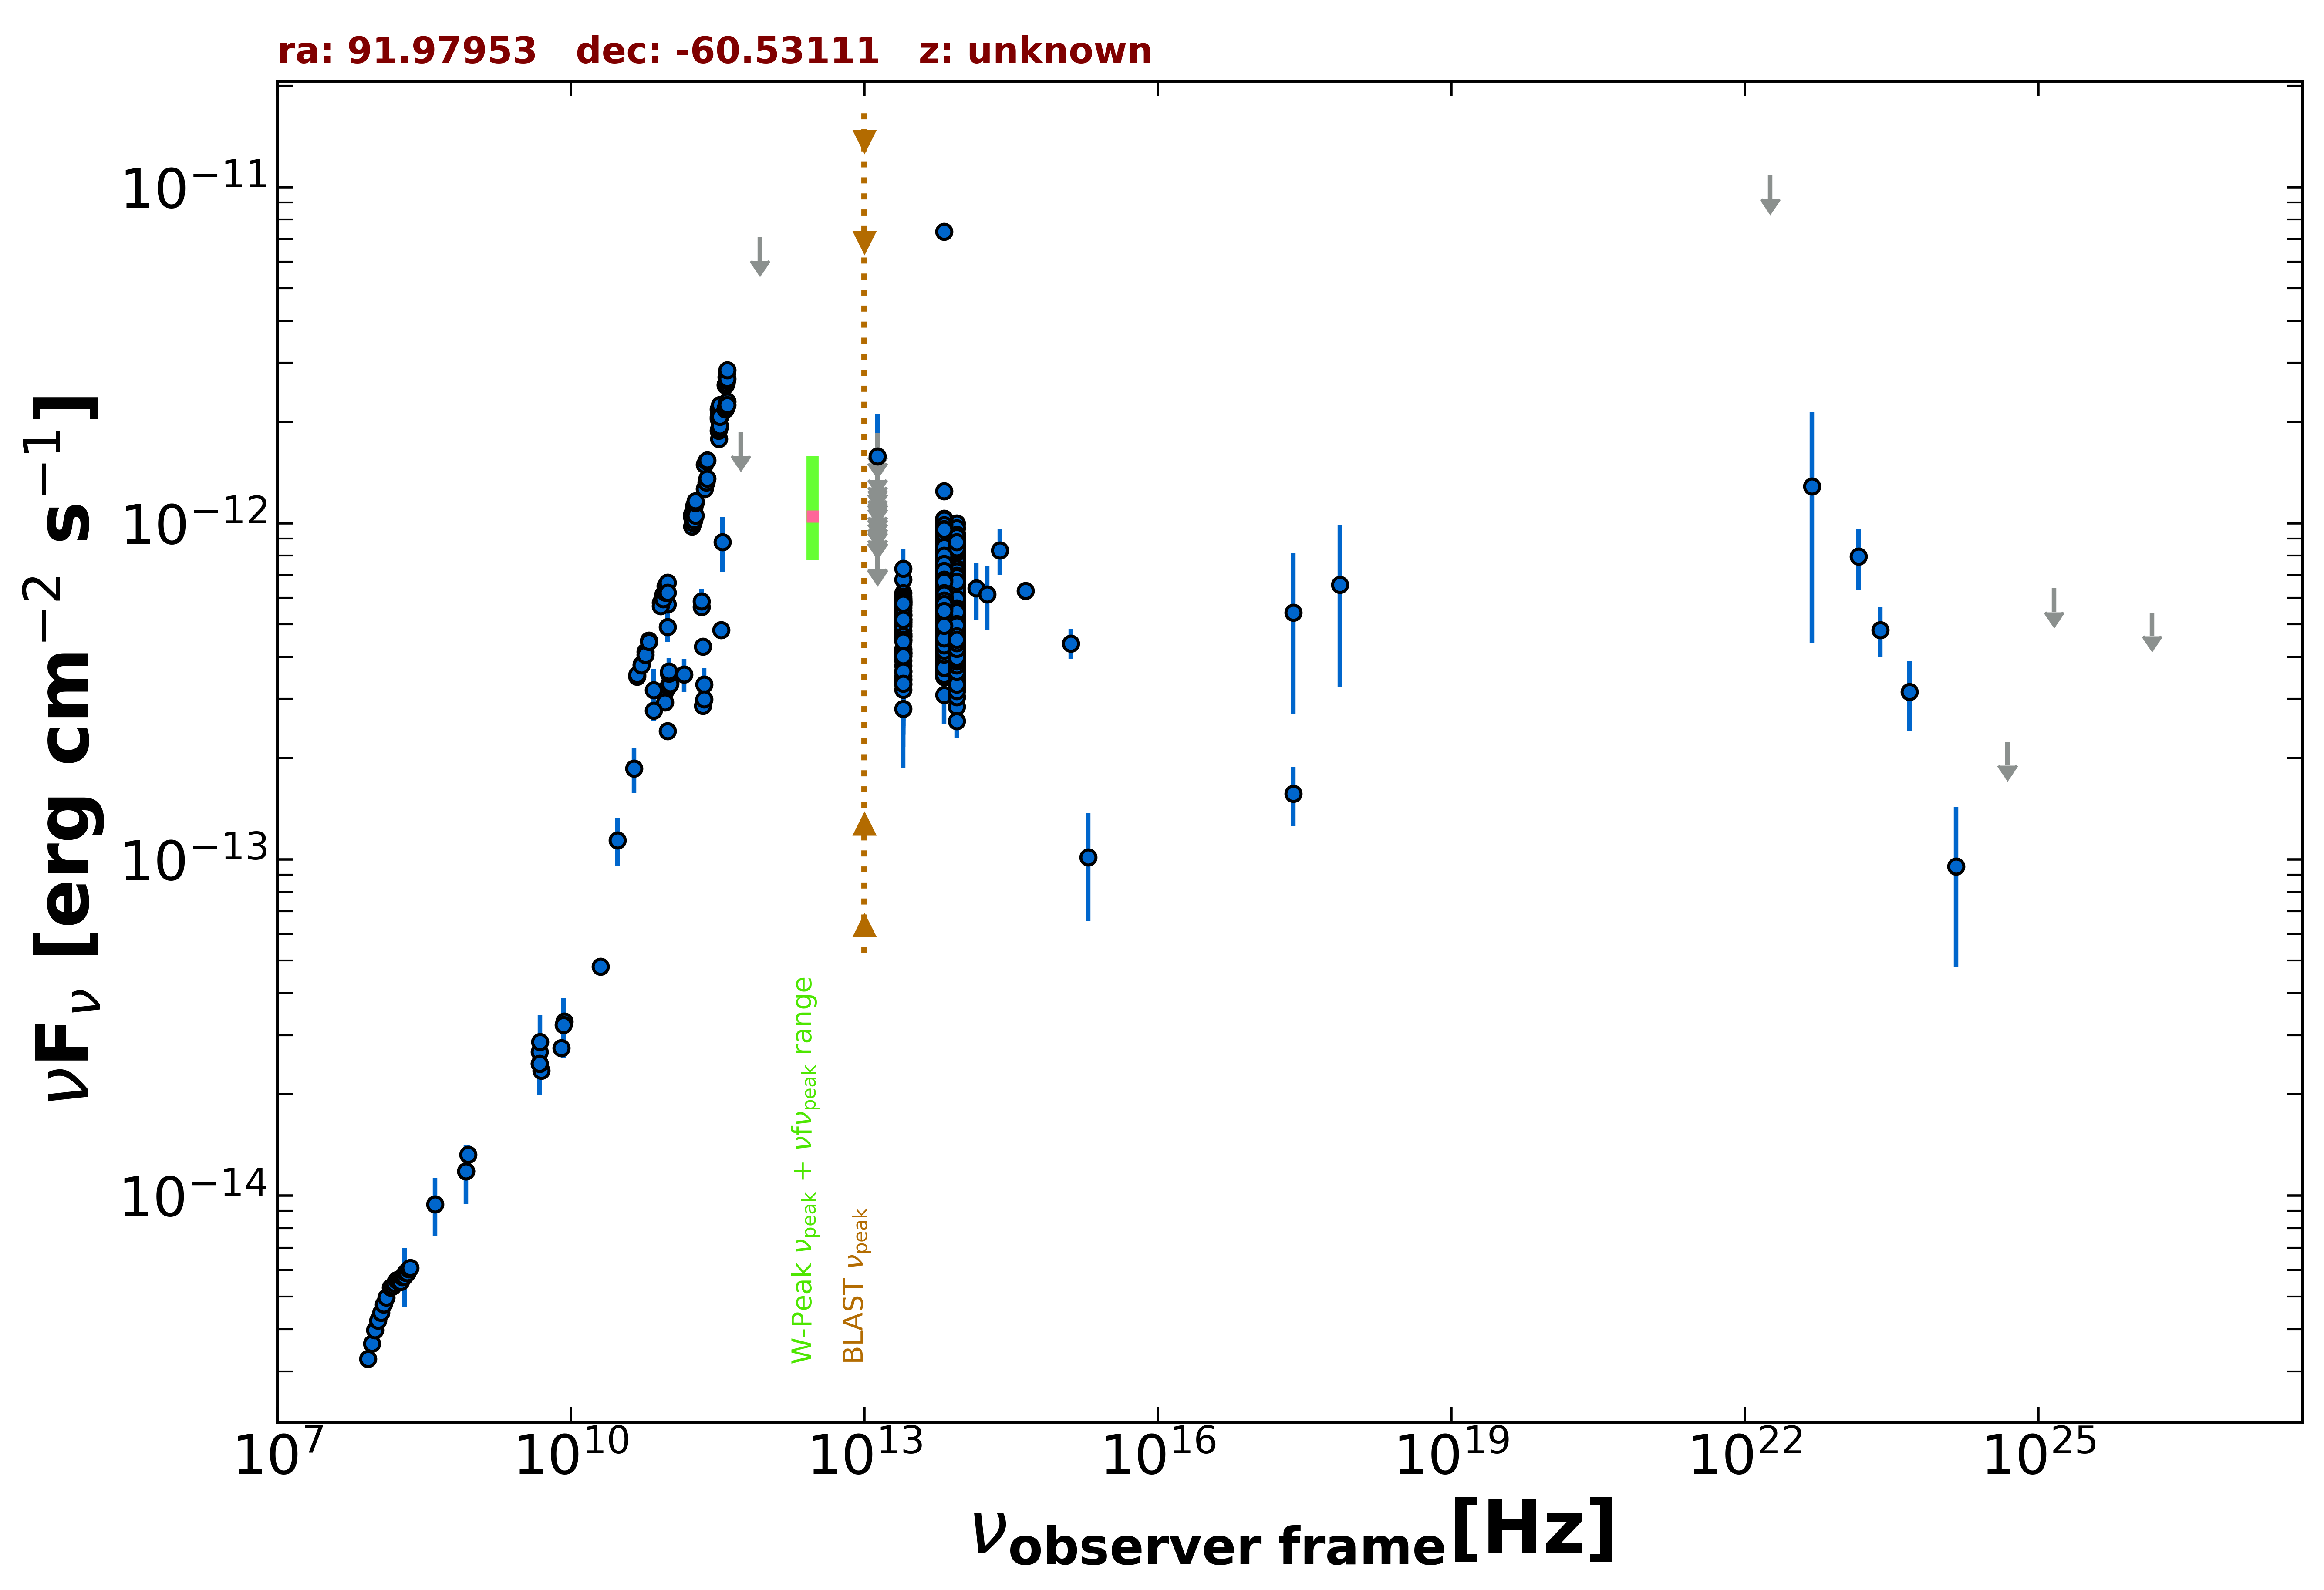 ra: 91.97953   dec: -60.53111   z: unknown
νFν [erg cm−2 s−1]
10−11
10−12
10−13
10−14
W-Peak νpeak + νfνpeak range
BLAST νpeak
107 1010 1013 1016 1019 1022 1025
νobserver frame[Hz]